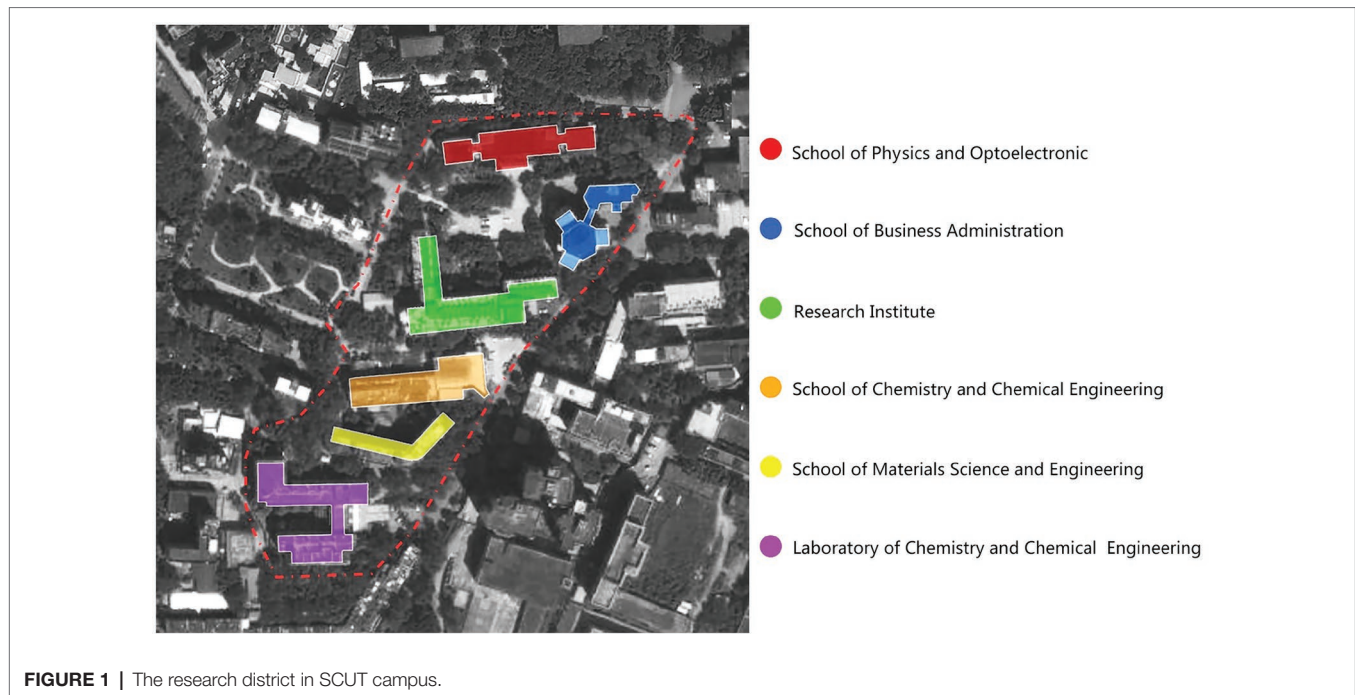 School of Physics and Optoelectronic
School of Business Administration
Research Institute
School of Chemistry and Chemical Engineering
School of Materials Science and Engineering
Laboratory of Chemistry and Chemical Engineering
FIGURE 1 | The research district in SCUT campus.